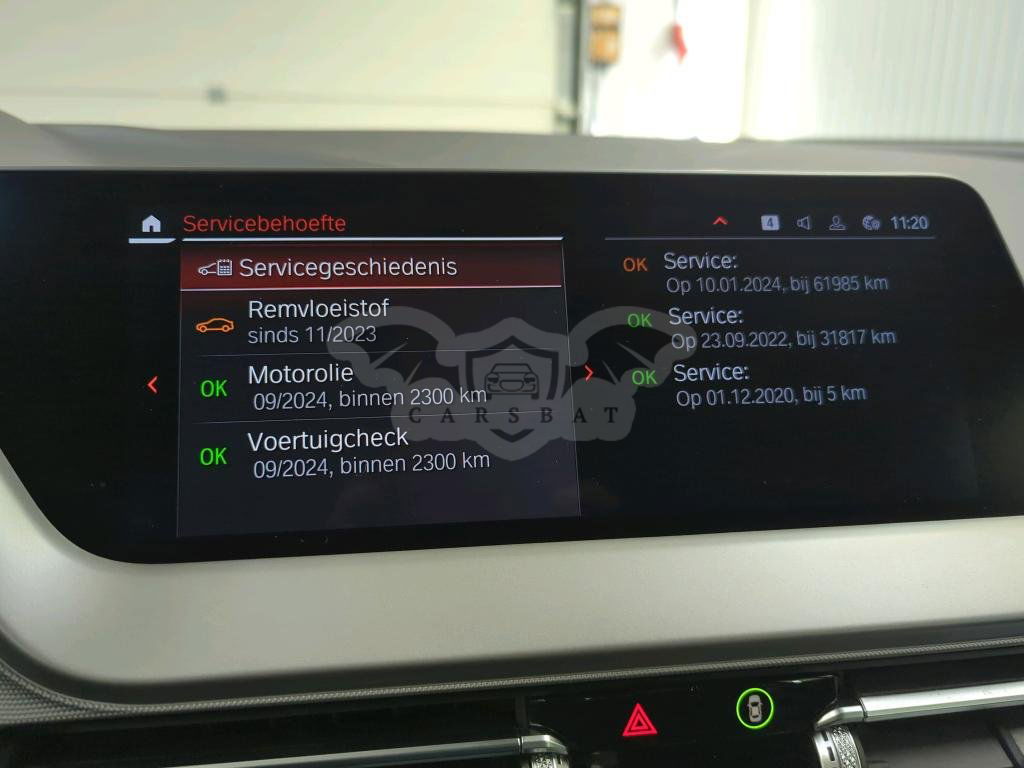 Servicebehoefte
4
11:20
Servicegeschiedenis
Remvloeistof
sinds 11/2023
OK Motorolie
09/2024, binnen 2300 km
OK Voertuigcheck
09/2024, binnen 2300 km
OK Service:
Op 10.01.2024, bij 61985 km
OK Service:
Op 23.09.2022, bij 31817 km
OK Service:
Op 01.12.2020, bij 5 km
CARSBAT